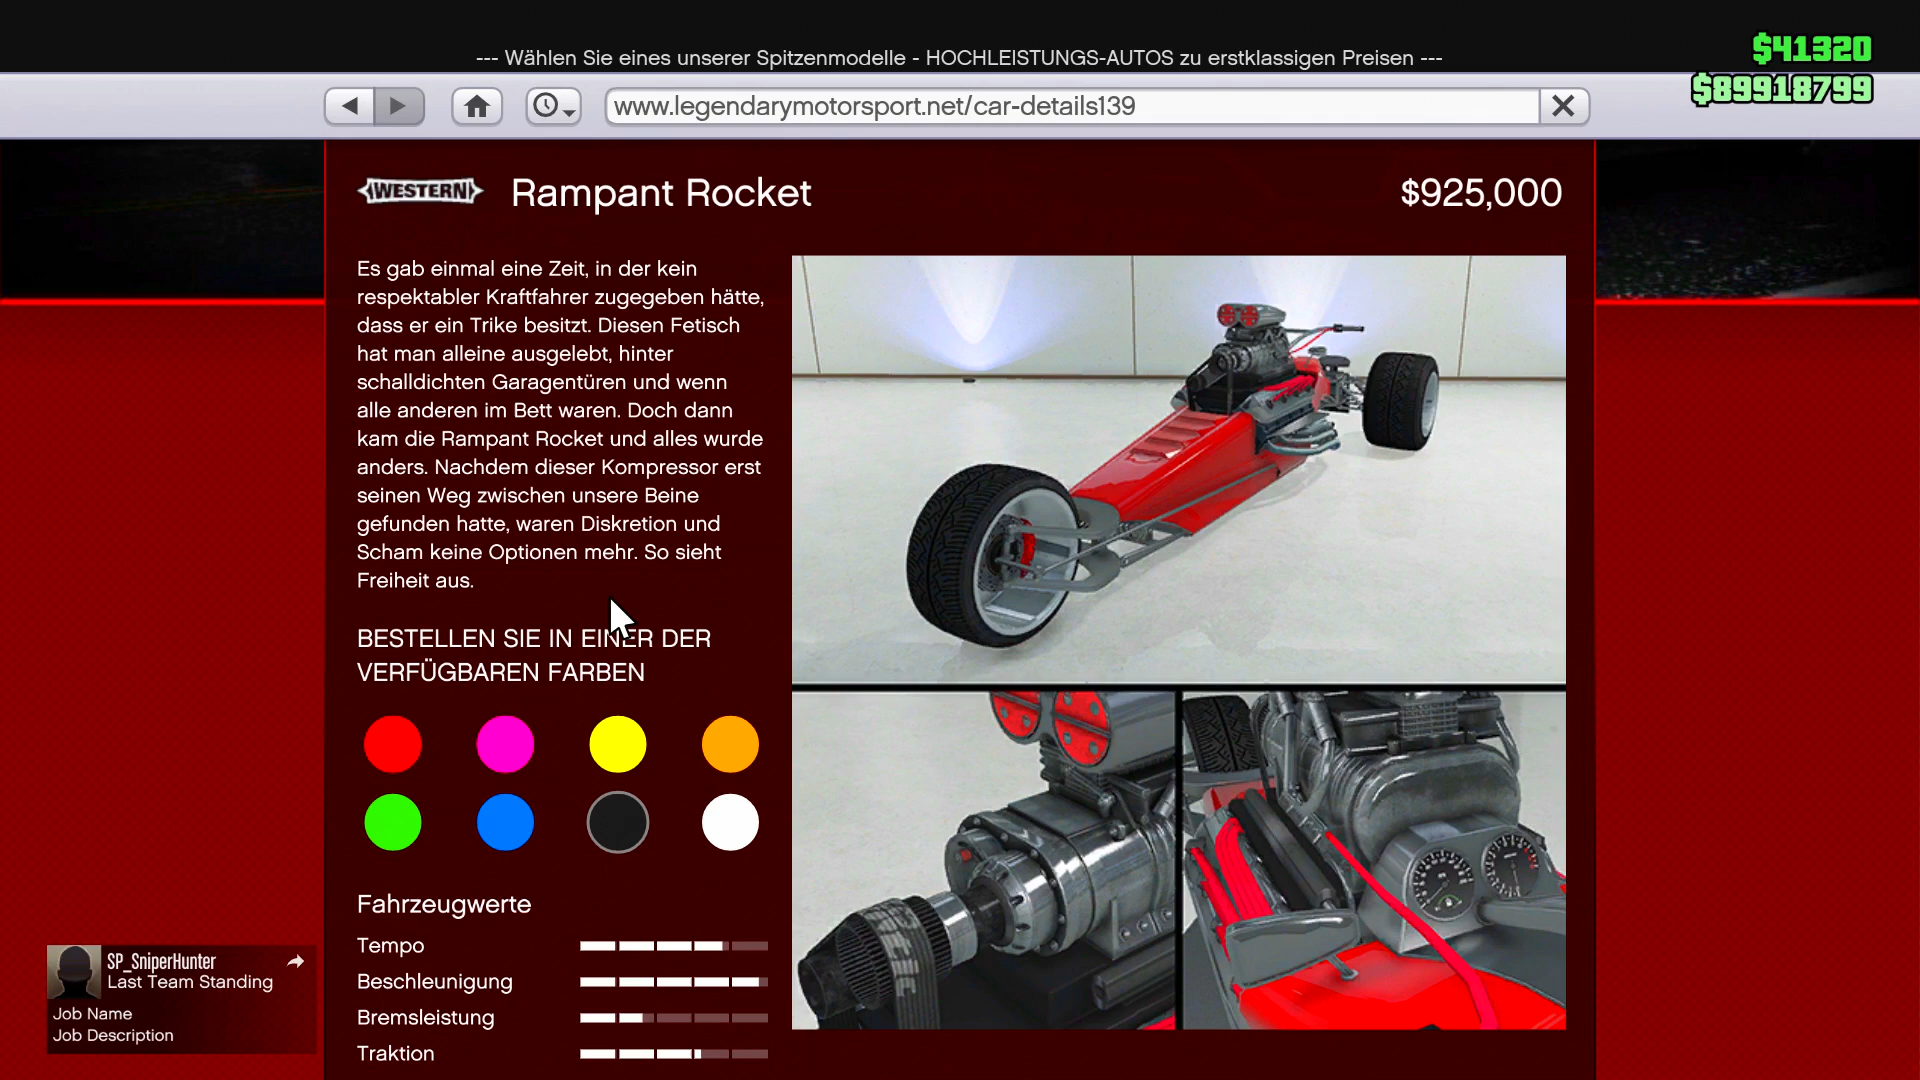 --- Wählen Sie eines unserer Spitzenmodelle - HOCHLEISTUNGS-AUTOS zu erstklassigen Preisen ---
$41320
$89918799
www.legendarymotorsport.net/car-details139
WESTERN
Rampant Rocket
$925,000
Es gab einmal eine Zeit, in der kein
respektabler Kraftfahrer zugegeben hätte,
dass er ein Trike besitzt. Diesen Fetisch
hat man alleine ausgelebt, hinter
schalldichten Garagentüren und wenn
alle anderen im Bett waren. Doch dann
kam die Rampant Rocket und alles wurde
anders. Nachdem dieser Kompressor erst
seinen Weg zwischen unsere Beine
gefunden hatte, waren Diskretion und
Scham keine Optionen mehr. So sieht
Freiheit aus.
BESTELLEN SIE IN EINER DER
VERFÜGBAREN FARBEN
Fahrzeugwerte
Tempo
Beschleunigung
Bremsleistung
Traktion
SP_SniperHunter
Last Team Standing
Job Name
Job Description